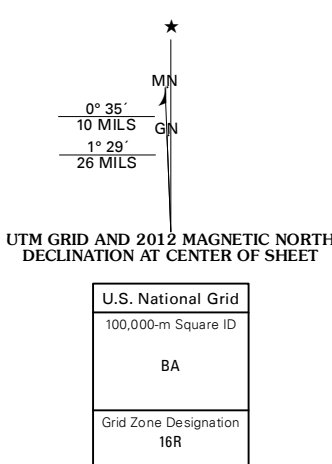 MN
0° 35´
10 MILS
GN
1° 29´
26 MILS
UTM GRID AND 2012 MAGNETIC NORTH
DECLINATION AT CENTER OF SHEET
U.S. National Grid
100,000-m Square ID
BA
Grid Zone Designation
16R